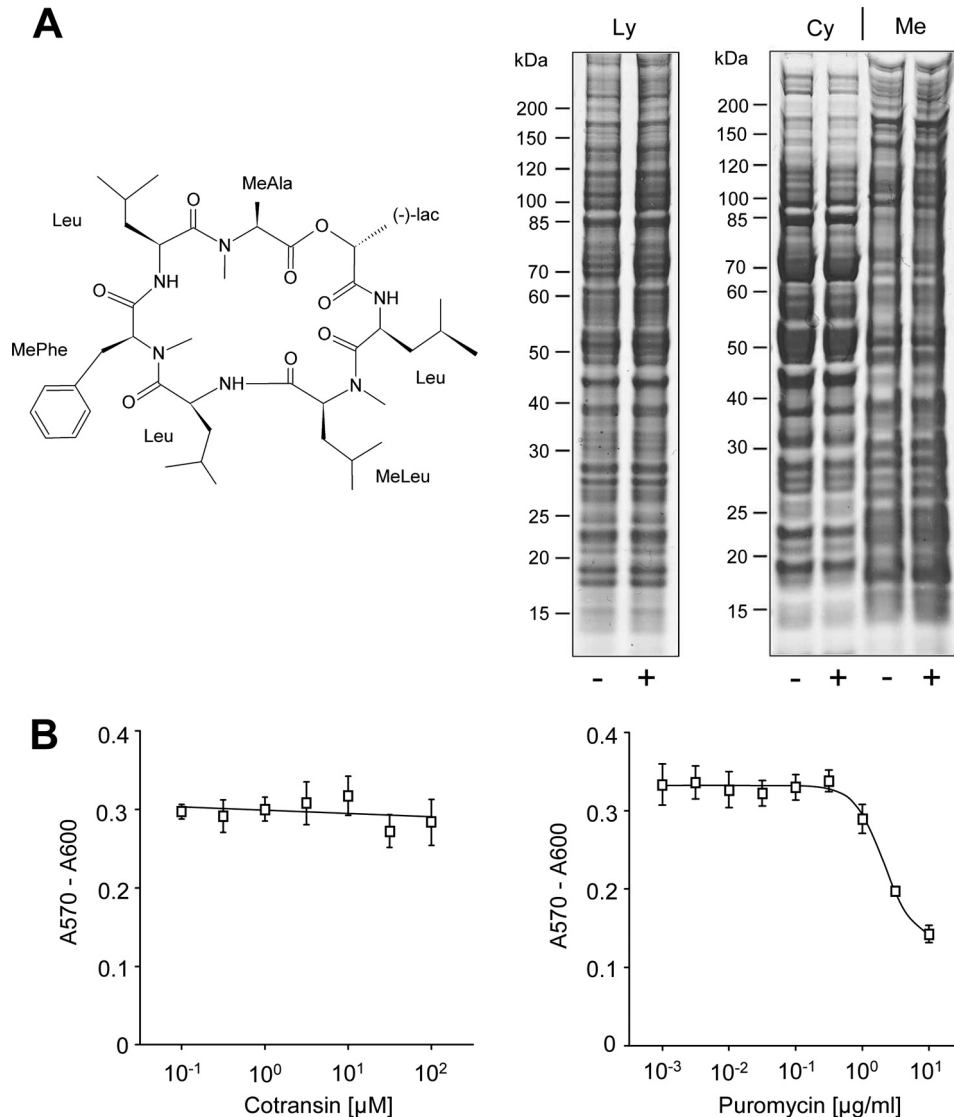 A
Leu
MeAla
(-)-lac
O
O
O
O
N
O
NH
O
NH
MePhe
N
O
O
N
Leu
O
NH
Leu
MeLeu
Ly
kDa
200
150
120
100
85
70
60
50
40
30
25
20
15
- +
Cy | Me
kDa
200
150
120
100
85
70
60
50
40
30
25
20
15
- + - +
B
A570 - A600
0.4
0.3
0.2
0.1
0
10⁻¹ 10⁰ 10¹ 10²
Cotransin [µM]
A570 - A600
0.4
0.3
0.2
0.1
0
10⁻³ 10⁻² 10⁻¹ 10⁰ 10¹
Puromycin [µg/ml]